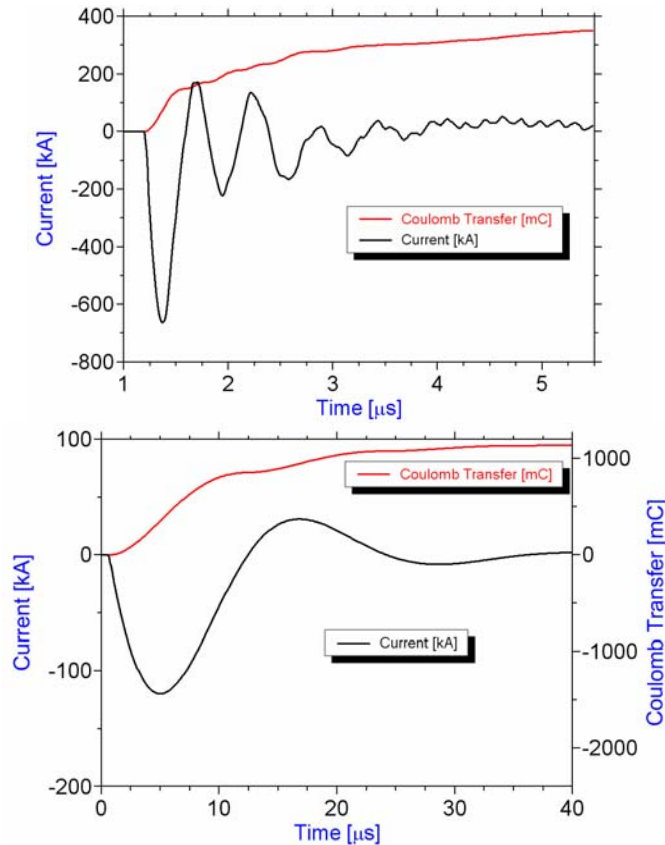 400
200
0
-200
-400
-600
-800
Current [kA]
Coulomb Transfer [mC]
Current [kA]
1 2 3 4 5
Time [μs]
100
0
-100
-200
Current [kA]
Coulomb Transfer [mC]
Current [kA]
1000
0
-1000
-2000
Coulomb Transfer [mC]
0 10 20 30 40
Time [μs]